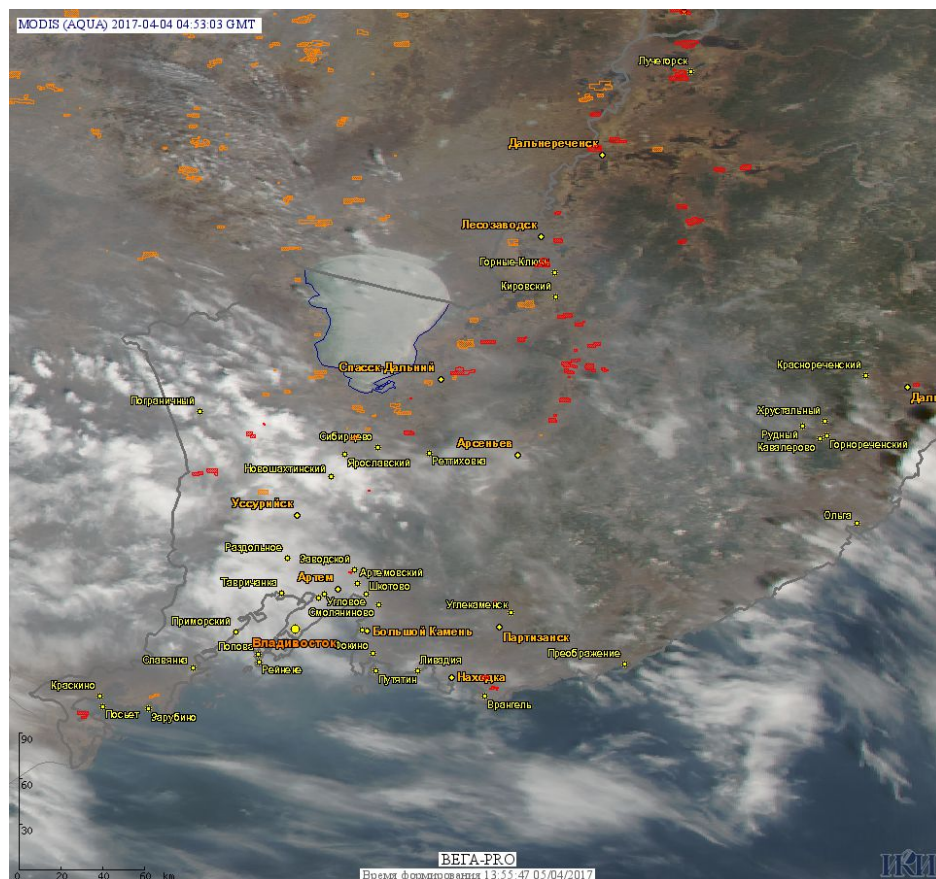 MODIS (AQUA) 2017-04-04 04:53:03 GMT
Лучегорск
Дальнереченск
Лесозаводск
Горные Ключи
Кировский
Спасск-Дальний
Краснореченский
Пограничный
Хрустальный
Сибирцево
Арсеньев
Рудный
Горнореченский
Кавалерово
Ярославский
Реттиховка
Новошахтинский
Уссурийск
Ольга
Раздольное
Заводской
Артемовский
Артем
Тавричанка
Шкотово
Угловое
Смоляниново
Углекаменск
Приморский
Большой Камень
Партизанск
Владивосток
Преображение
Славянка
Рейнеке
Ливадия
Путятин
Находка
Краскино
Врангель
Посьет
Зарубино
90
60
30
0 20 40 60 km
ВЕГА-PRO
Время формирования 13:55:47 05/04/2017
ИКИ